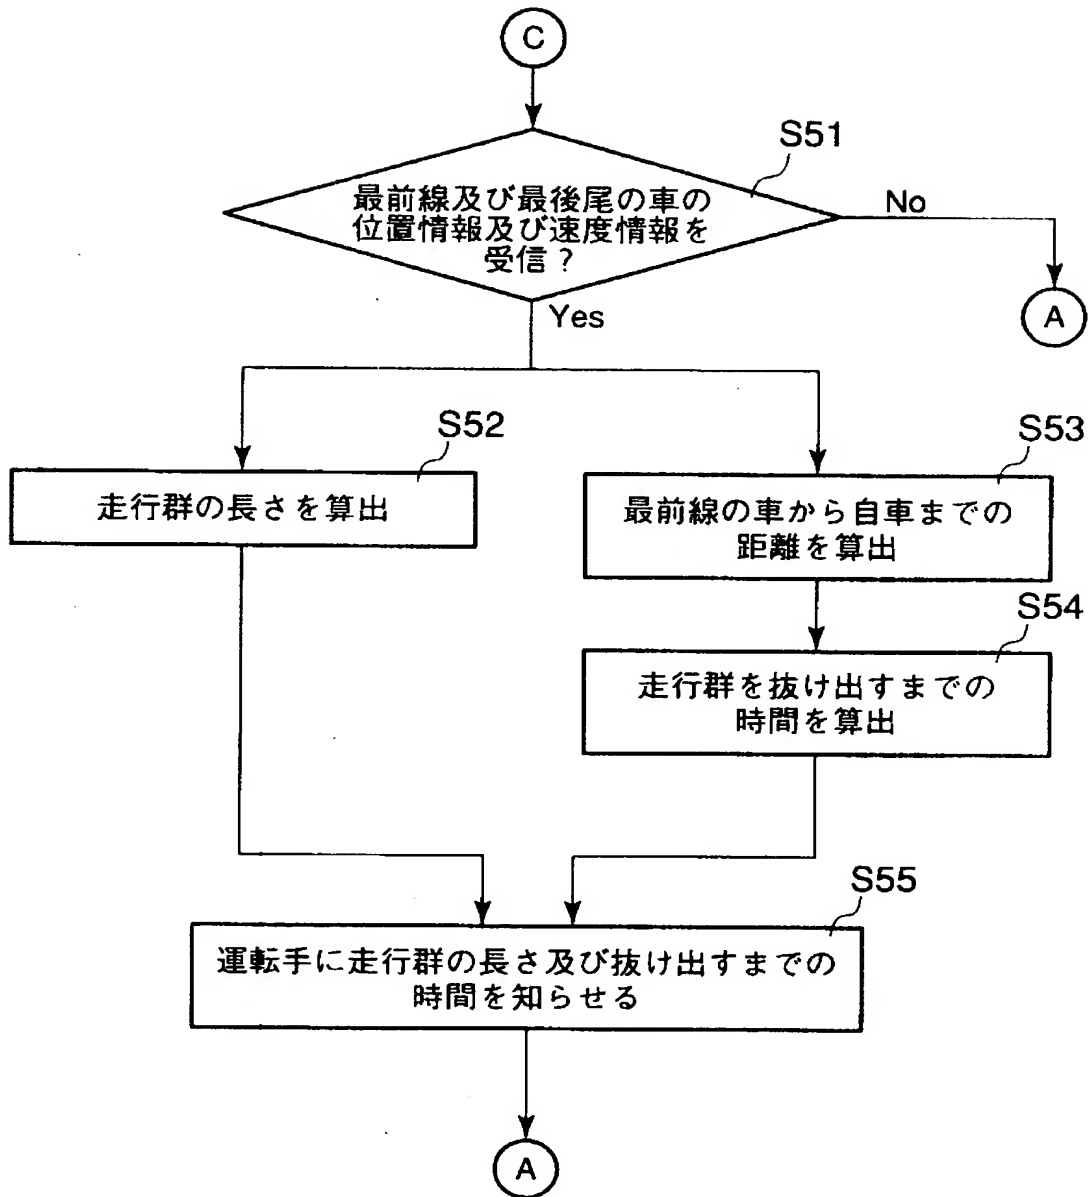 C
S51
最前線及び最後尾の車の
位置情報及び速度情報を
受信？
No
A
Yes
S52
走行群の長さを算出
S53
最前線の車から自車までの
距離を算出
S54
走行群を抜け出すまでの
時間を算出
S55
運転手に走行群の長さ及び抜け出すまでの
時間を知らせる
A